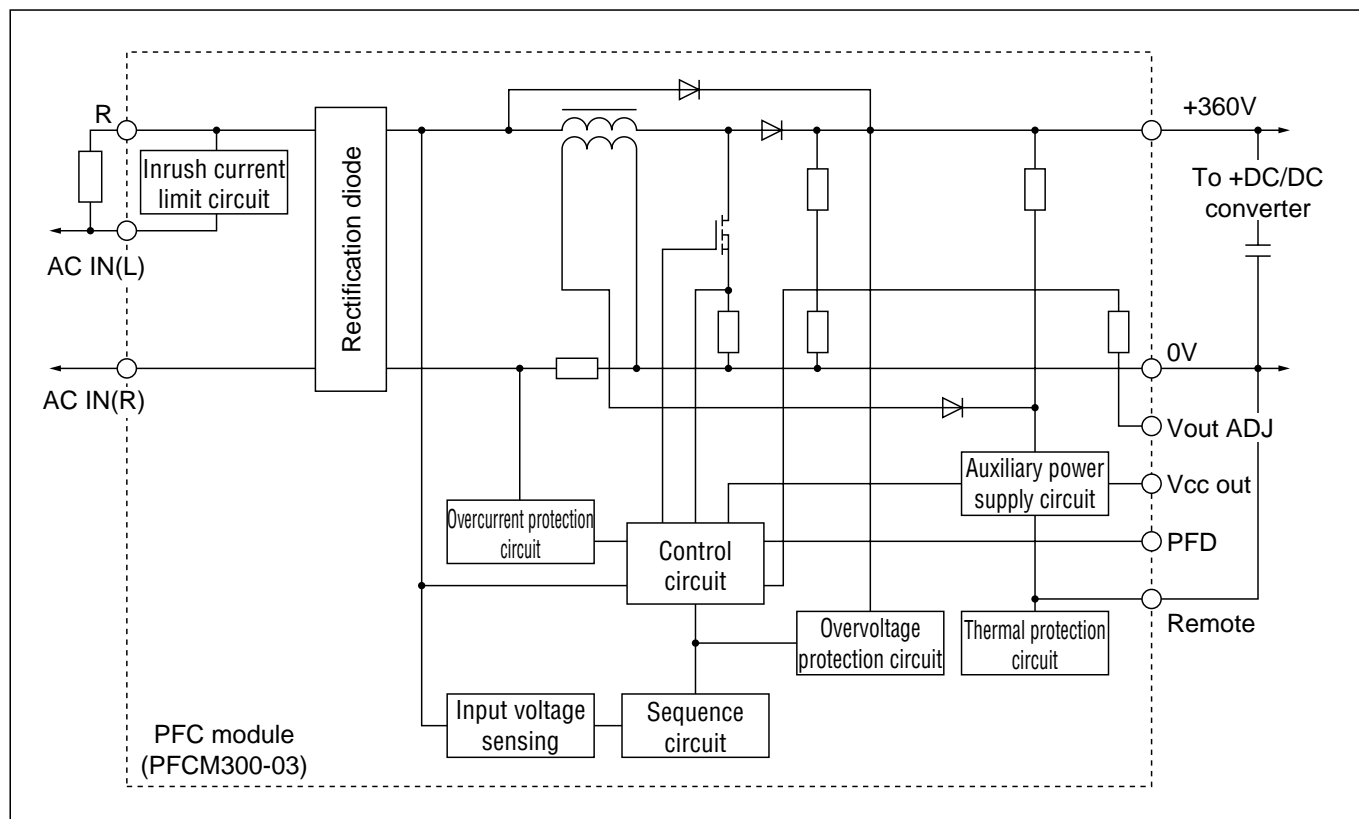 R
+360V
Inrush current
limit circuit
Rectification diode
To +DC/DC
converter
AC IN(L)
0V
AC IN(R)
Vout ADJ
Auxiliary power
supply circuit
Vcc out
Overcurrent protection
circuit
Control
circuit
PFD
Remote
Overvoltage
protection circuit
Thermal protection
circuit
Input voltage
sensing
Sequence
circuit
PFC module
(PFCM300-03)